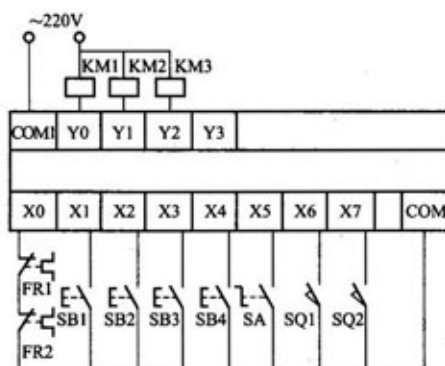 ~220V
KM1 KM2 KM3
COM1 Y0 Y1 Y2 Y3
X0 X1 X2 X3 X4 X5 X6 X7 COM
FR1
SB1 SB2 SB3 SB4 SA SQ1 SQ2
FR2